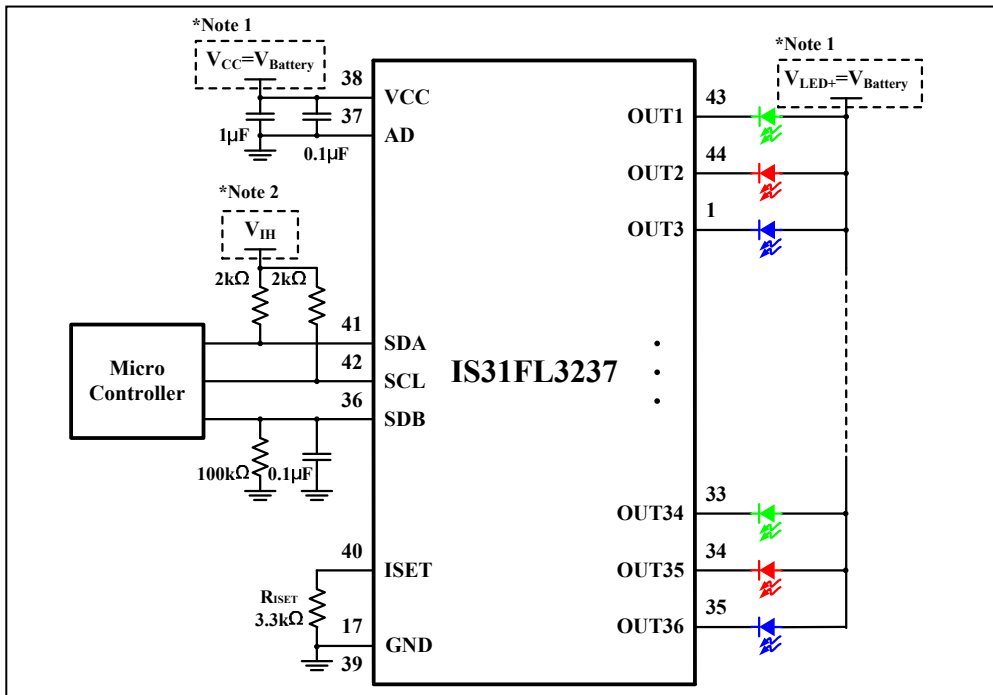 *Note 1
VCC=VBattery
38
VCC
37
AD
1µF
0.1µF
*Note 2
VIH
2kΩ
2kΩ
Micro
Controller
41
SDA
42
SCL
36
SDB
100kΩ
0.1µF
40
ISET
RISET
3.3kΩ
17
GND
39
IS31FL3237
*Note 1
VLED+=VBattery
43
OUT1
44
OUT2
1
OUT3
33
OUT34
34
OUT35
35
OUT36